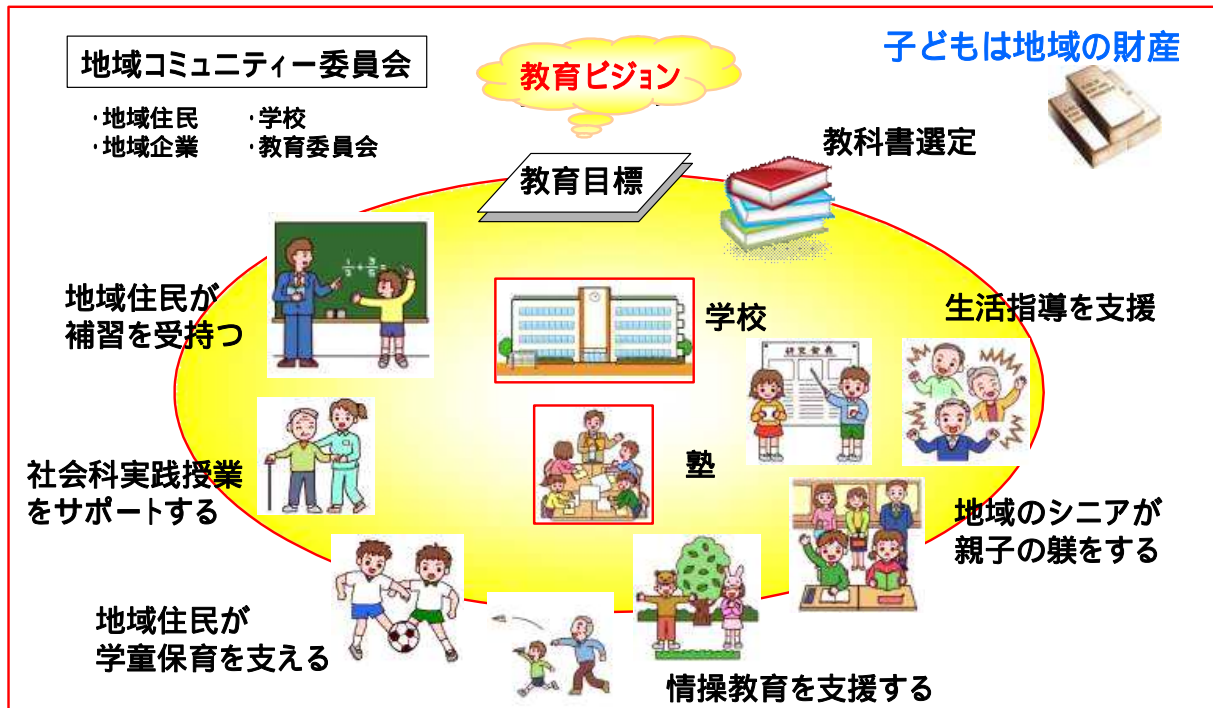 地域コミュニティー委員会
・地域住民 ・学校
・地域企業 ・教育委員会
教育ビジョン
子どもは地域の財産
教科書選定
教育目標
地域住民が
補習を受持つ
学校
生活指導を支援
研究発表
塾
社会科実践授業
をサポートする
地域のシニアが
親子の躾をする
地域住民が
学童保育を支える
情操教育を支援する